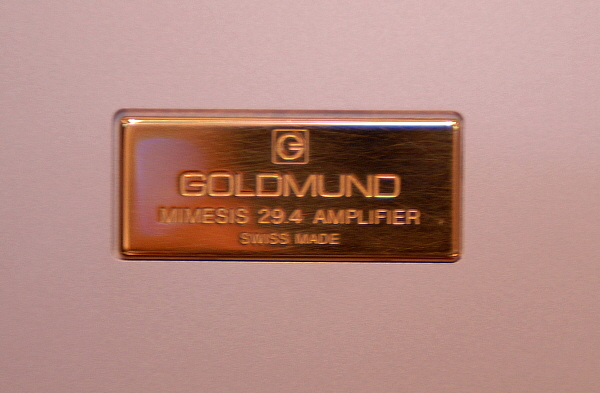 G
GOLDMUND
MIMESIS 29.4 AMPLIFIER
SWISS MADE